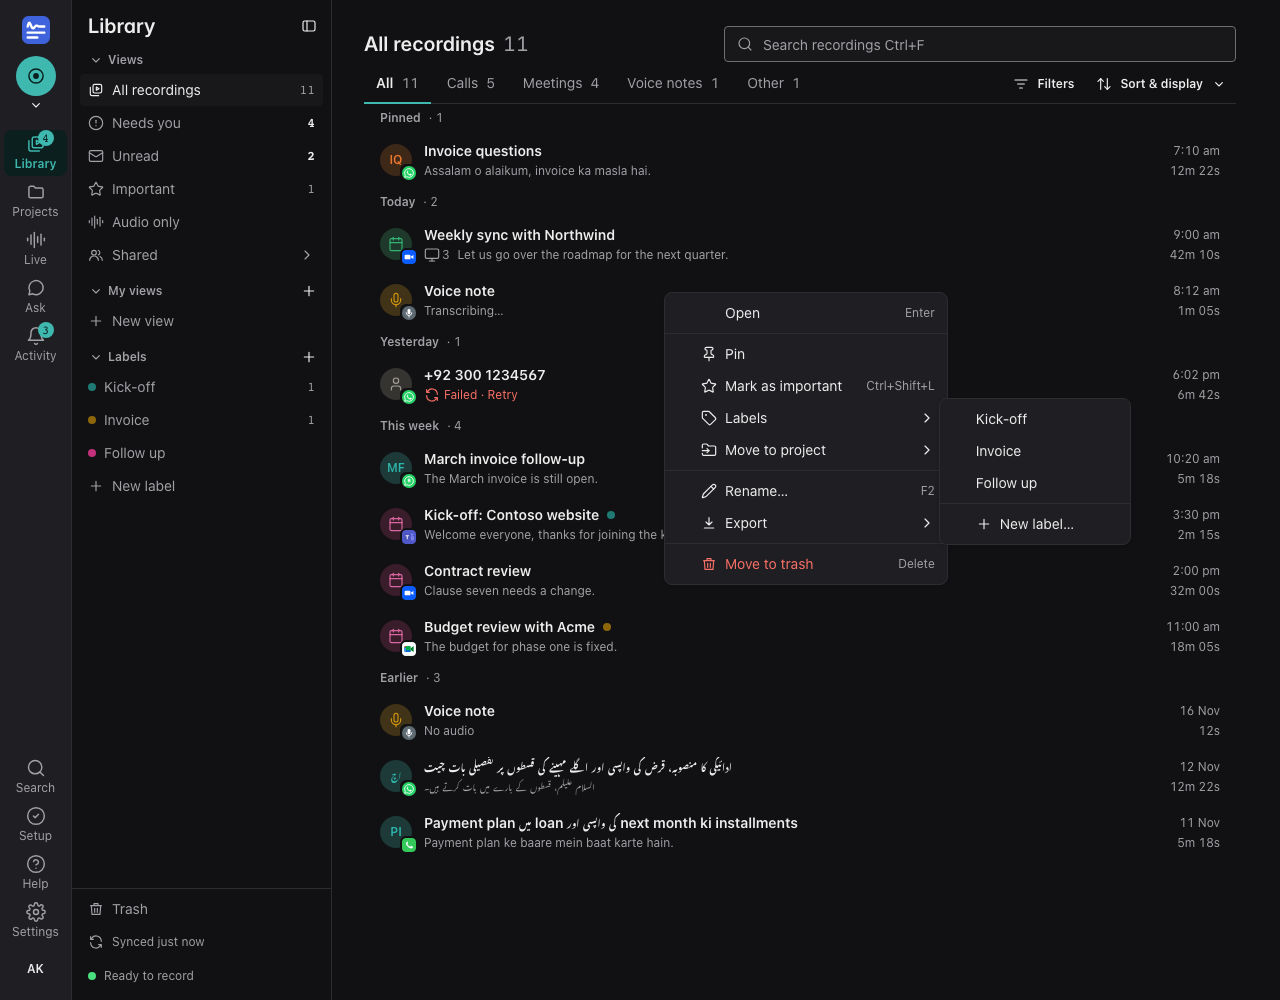 Library
Views
All recordings 11
Needs you 4
Unread 2
Important 1
Audio only
Shared
My views
New view
Labels
Kick-off 1
Invoice 1
Follow up
New label
Trash
Synced just now
Ready to record
4
Library
Projects
Live
Ask
3
Activity
Search
Setup
Help
Settings
AK
All recordings 11
Search recordings Ctrl+F
All 11 Calls 5 Meetings 4 Voice notes 1 Other 1
Filters Sort & display
Pinned · 1
IQ Invoice questions 7:10 am
Assalam o alaikum, invoice ka masla hai. 12m 22s
Today · 2
Weekly sync with Northwind 9:00 am
3 Let us go over the roadmap for the next quarter. 42m 10s
Voice note 8:12 am
Transcribing... 1m 05s
Yesterday · 1
+92 300 1234567 6:02 pm
Failed · Retry 6m 42s
This week · 4
MF March invoice follow-up 10:20 am
The March invoice is still open. 5m 18s
Kick-off: Contoso website 3:30 pm
Welcome everyone, thanks for joining the k 2m 15s
Contract review 2:00 pm
Clause seven needs a change. 32m 00s
Budget review with Acme 11:00 am
The budget for phase one is fixed. 18m 05s
Earlier · 3
Voice note 16 Nov
No audio 12s
اچ ادائیگی کا منصوبہ، قرض کی واپسی اور اگلے مہینے کی قسطوں پر تفصیلی بات چیت 12 Nov
السلام علیکم، قسطوں کے بارے میں بات کرتے ہیں۔ 12m 22s
PI Payment plan میں loan کی واپسی اور next month ki installments 11 Nov
Payment plan ke baare mein baat karte hain. 5m 18s
Open Enter
Pin
Mark as important Ctrl+Shift+L
Labels
Move to project
Rename... F2
Export
Move to trash Delete
Kick-off
Invoice
Follow up
New label...